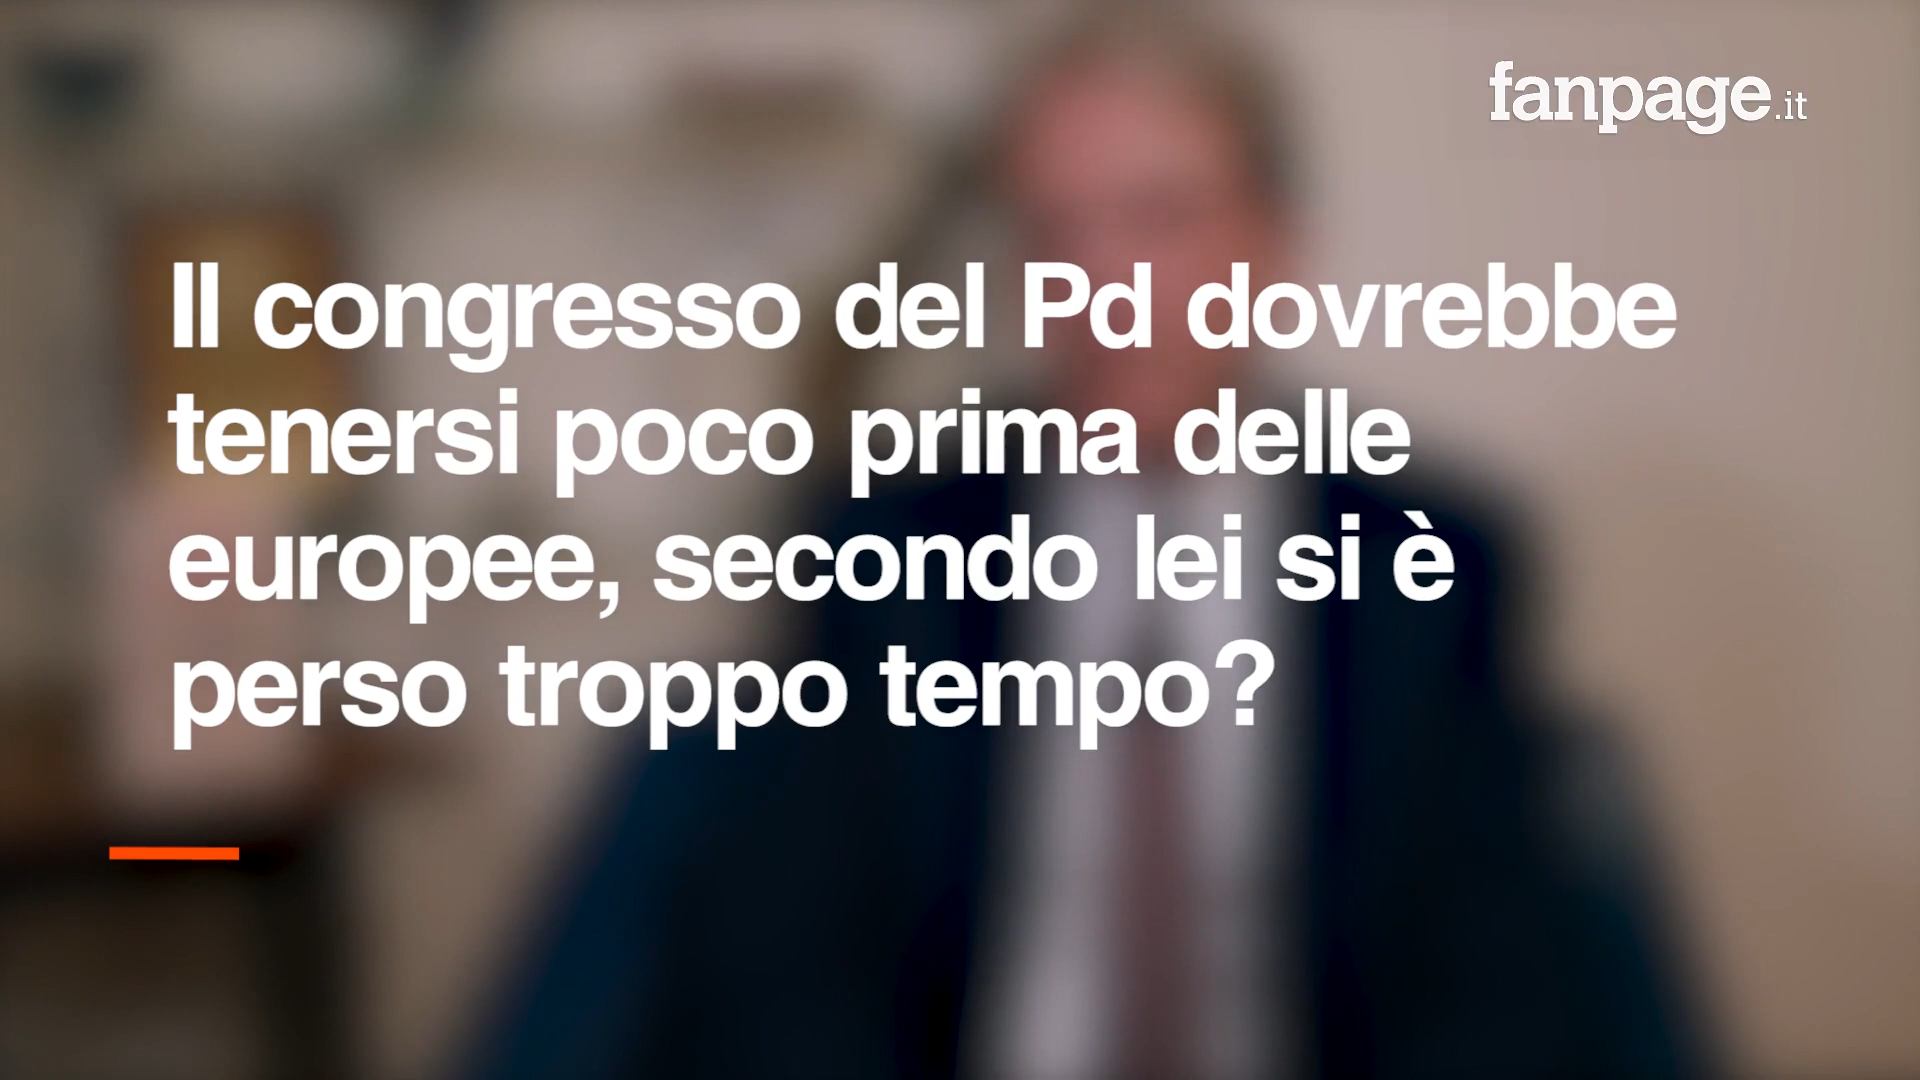 fanpage.it
Il congresso del Pd dovrebbe
tenersi poco prima delle
europee, secondo lei si è
perso troppo tempo?